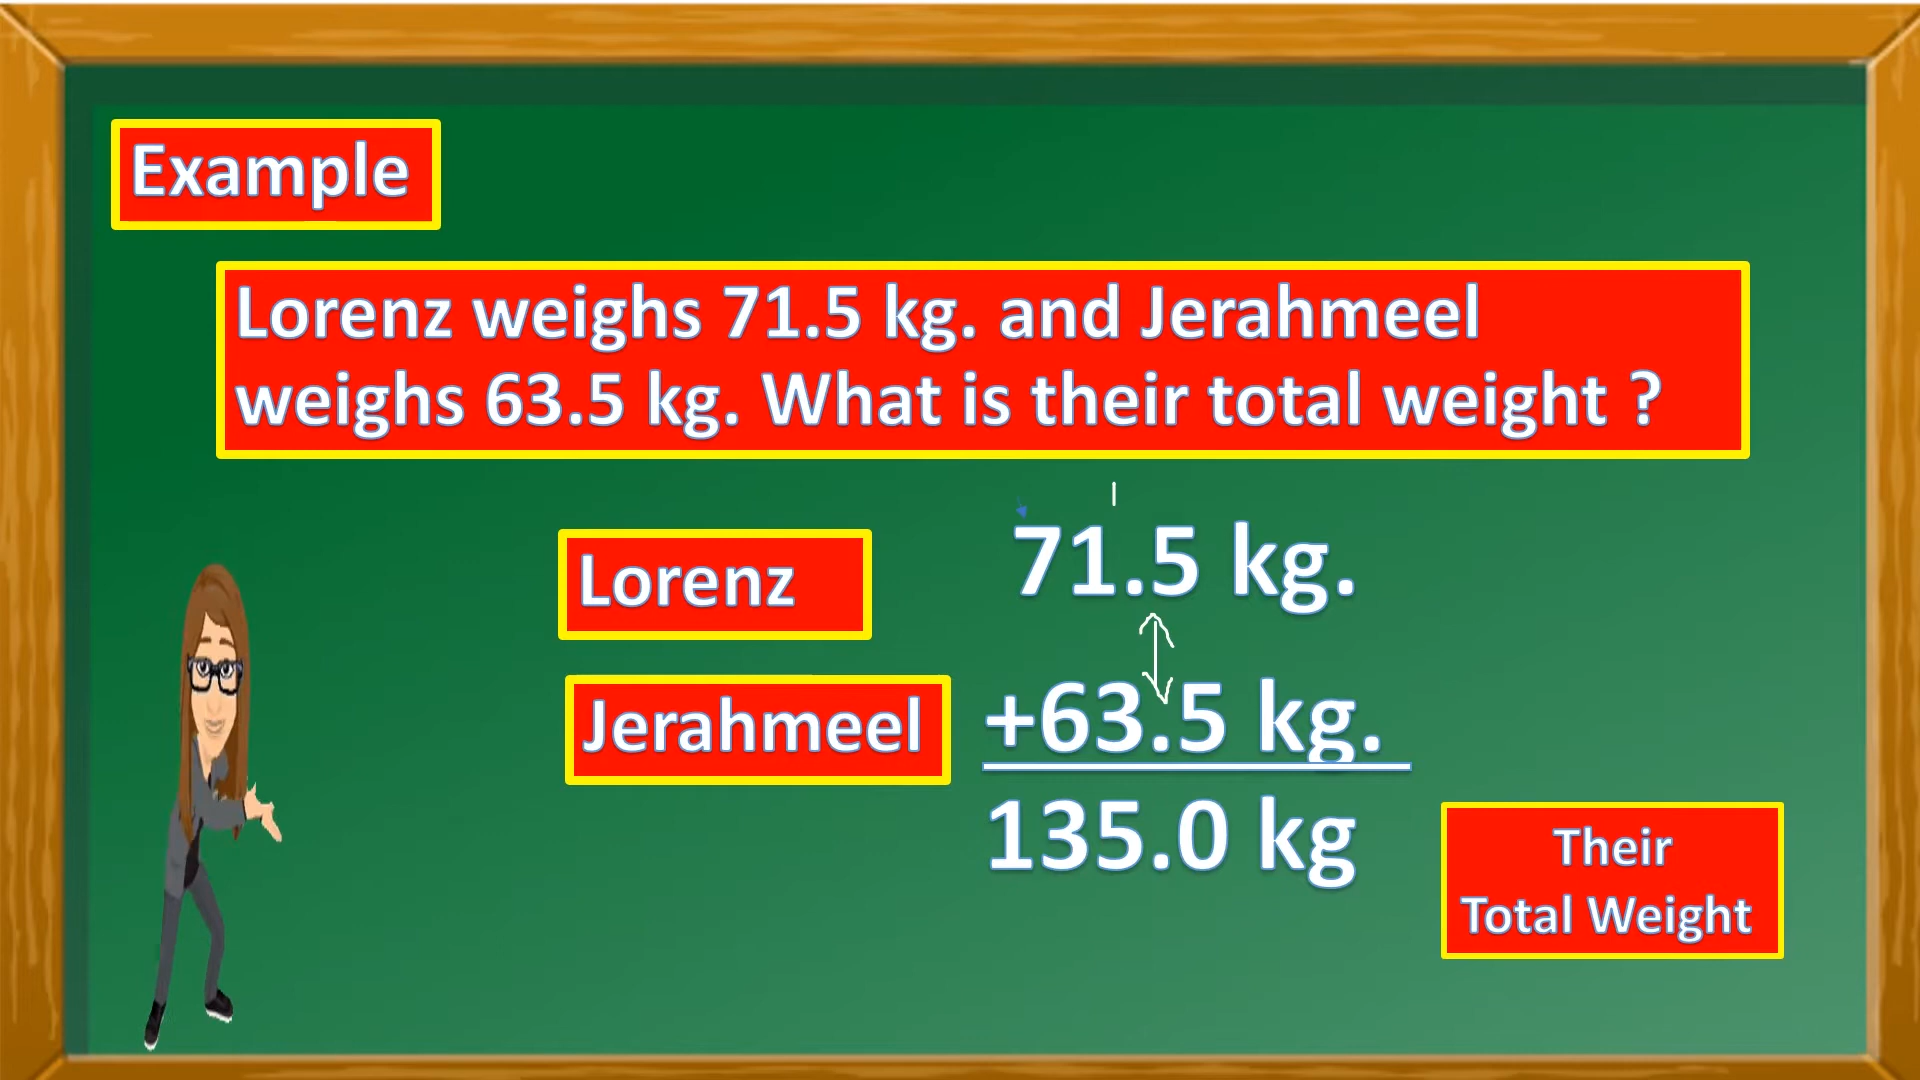 Example
Lorenz weighs 71.5 kg. and Jerahmeel
weighs 63.5 kg. What is their total weight ?
1
Lorenz
71.5 kg.
Jerahmeel
+63.5 kg.
135.0 kg
Their
Total Weight